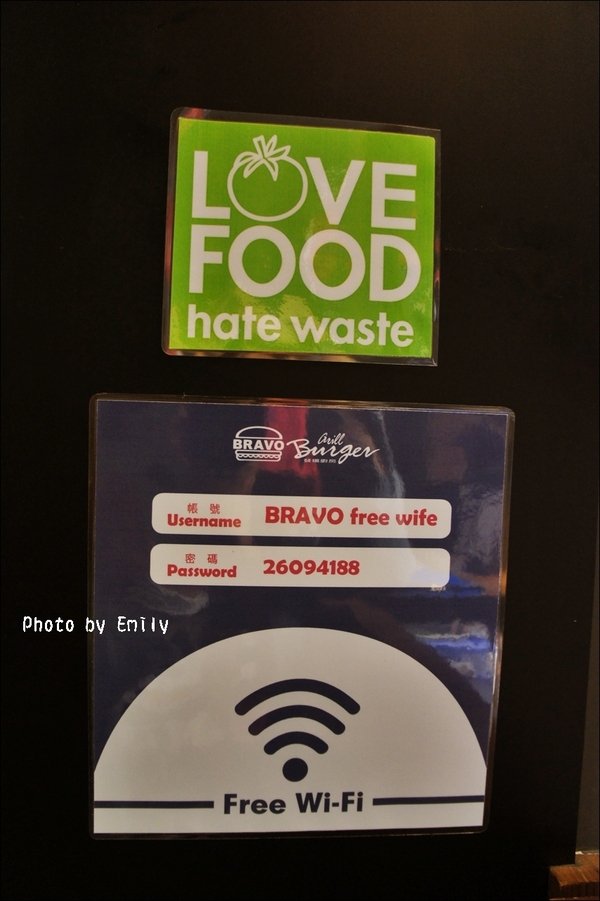 LOVE
FOOD
hate waste
BRAVO Grill Burger
帳 號
Username BRAVO free wife
密 碼
Password 26094188
Photo by Emily
Free Wi-Fi